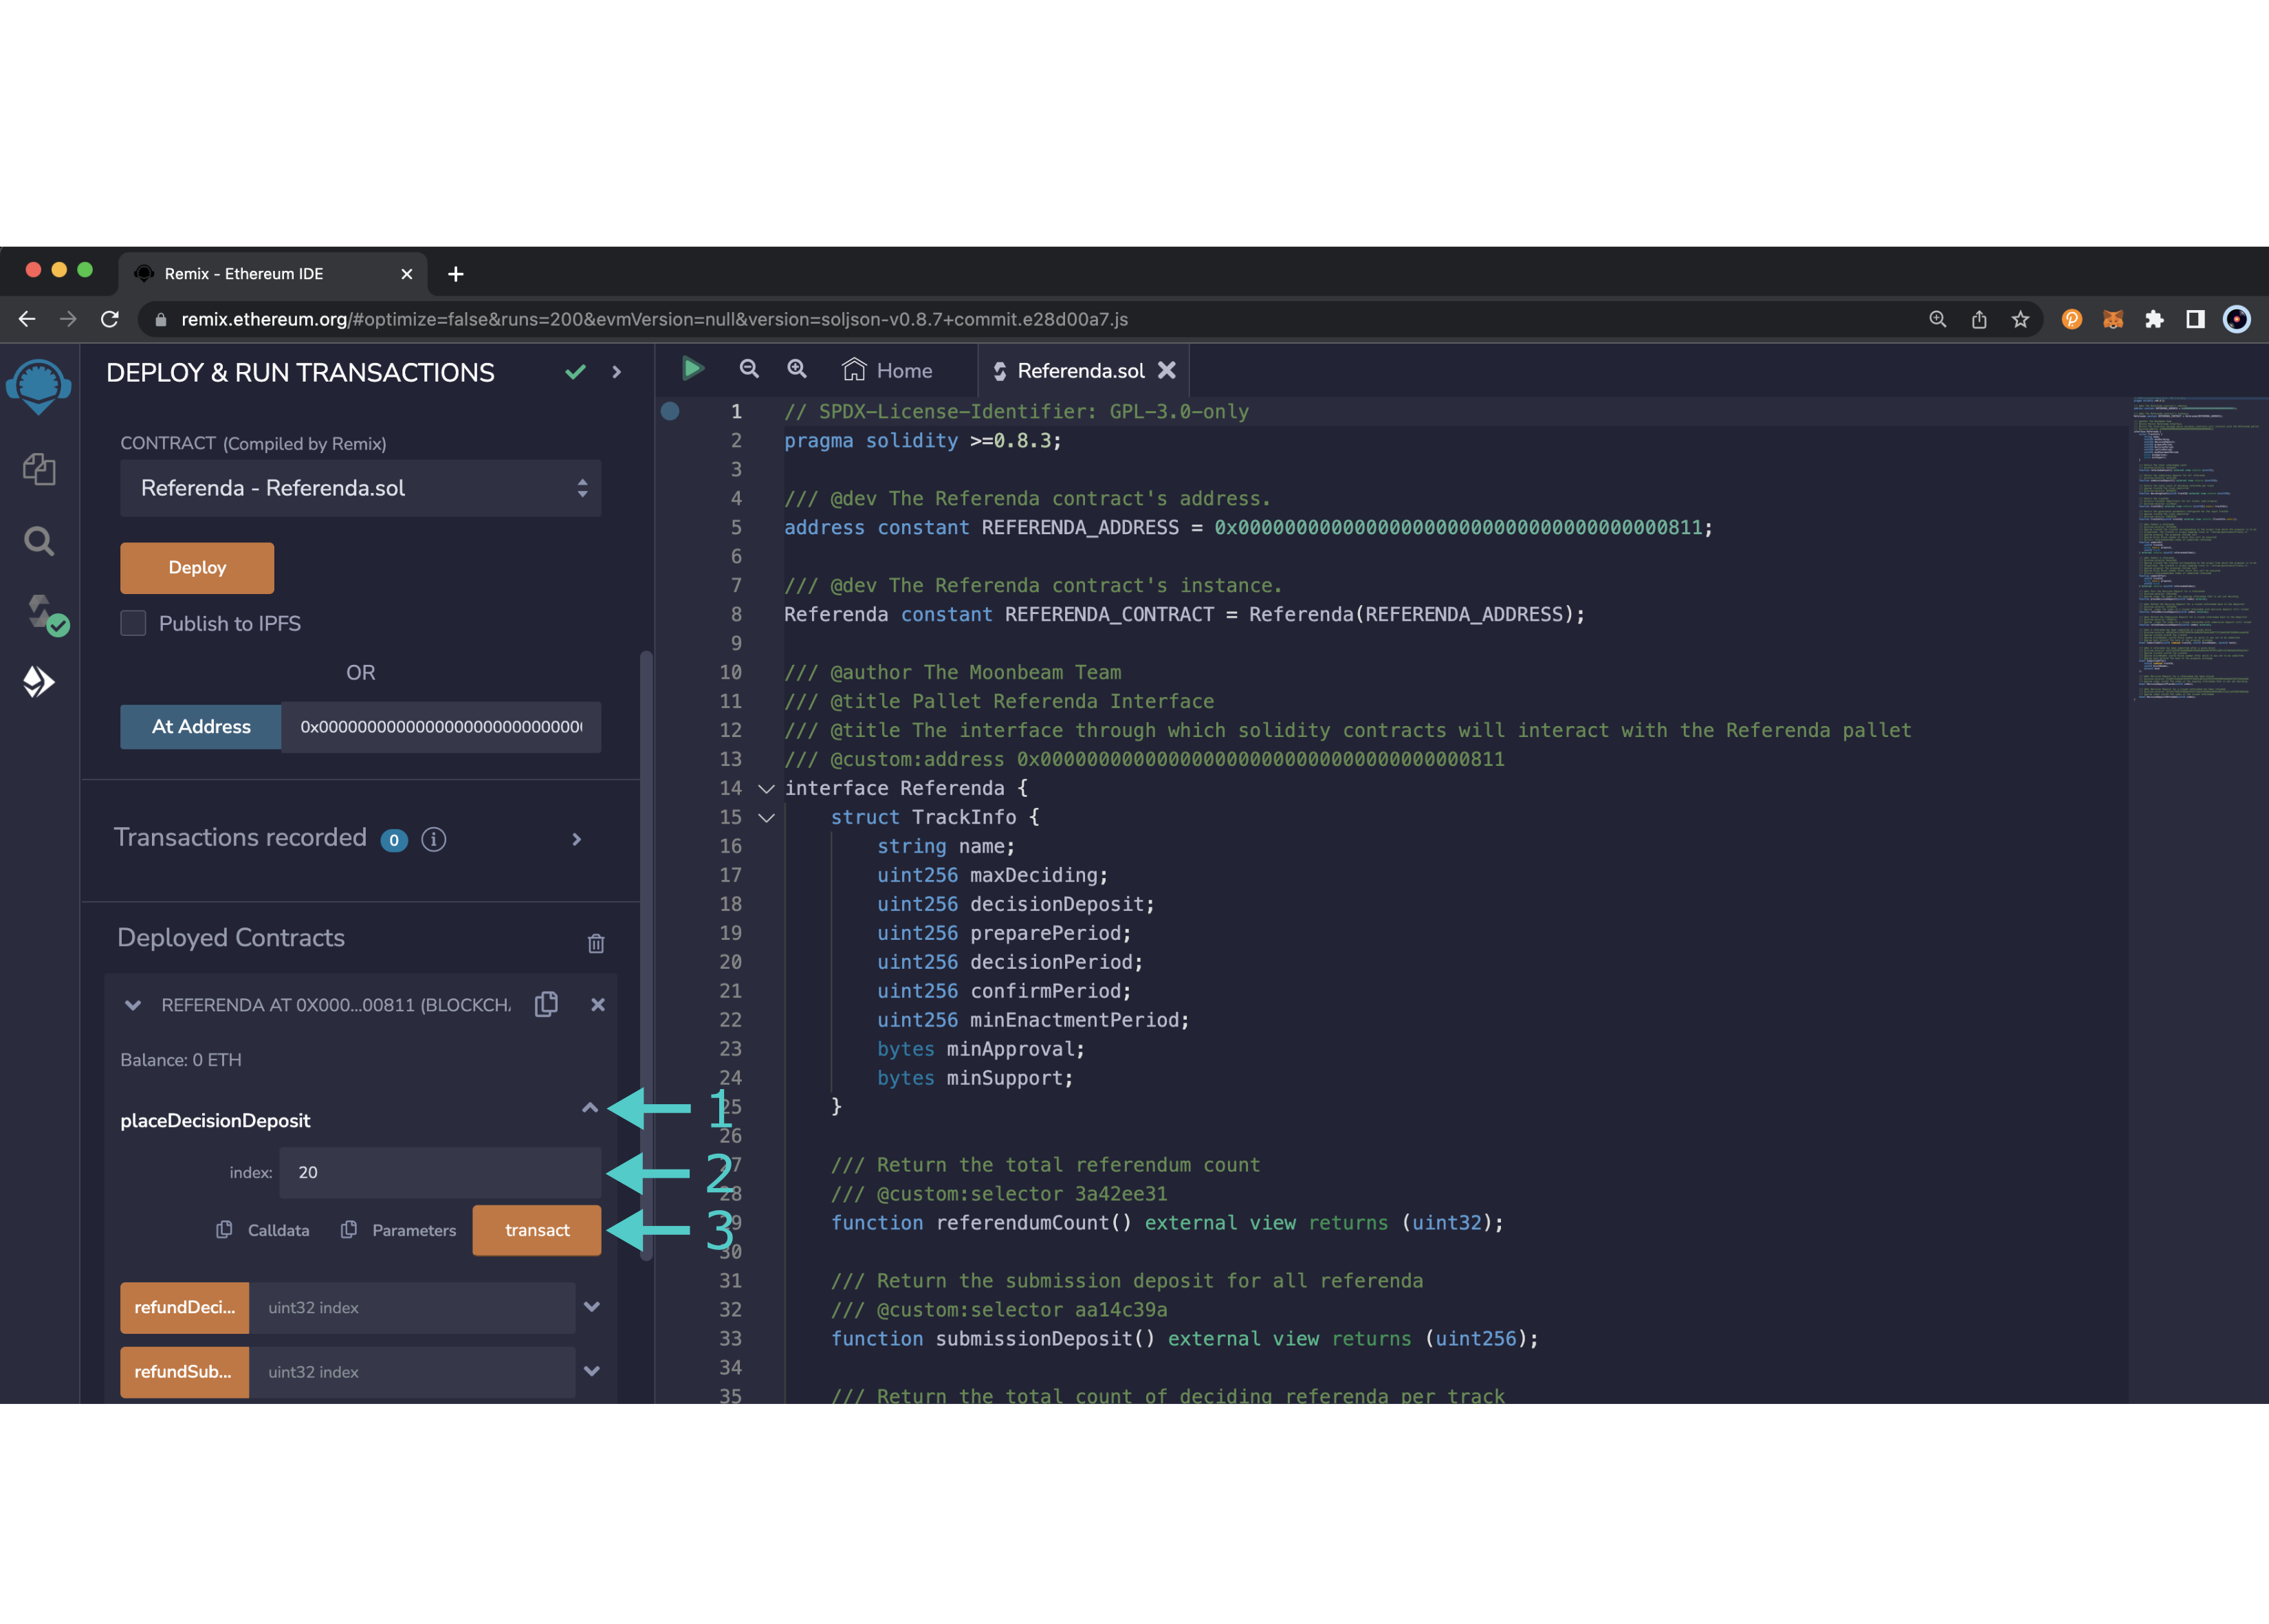 Remix - Ethereum IDE
remix.ethereum.org/#optimize=false&runs=200&evmVersion=null&version=soljson-v0.8.7+commit.e28d00a7.js
DEPLOY & RUN TRANSACTIONS
CONTRACT (Compiled by Remix)
Referenda - Referenda.sol
Deploy
Publish to IPFS
OR
At Address
Transactions recorded 0 i
Deployed Contracts
REFERENDA AT 0X000...00811 (BLOCKCH
Balance: 0 ETH
placeDecisionDeposit
1
index: 20
2
Calldata Parameters transact
3
refundDeci... uint32 index
refundSub... uint32 index
Home Referenda.sol
1 // SPDX-License-Identifier: GPL-3.0-only
2 pragma solidity >=0.8.3;
3
4 /// @dev The Referenda contract's address.
5 address constant REFERENDA_ADDRESS = 0x0000000000000000000000000000000000000811;
6
7 /// @dev The Referenda contract's instance.
8 Referenda constant REFERENDA_CONTRACT = Referenda(REFERENDA_ADDRESS);
9
10 /// @author The Moonbeam Team
11 /// @title Pallet Referenda Interface
12 /// @title The interface through which solidity contracts will interact with the Referenda pallet
13 /// @custom:address 0x0000000000000000000000000000000000000811
14 interface Referenda {
15 struct TrackInfo {
16 string name;
17 uint256 maxDeciding;
18 uint256 decisionDeposit;
19 uint256 preparePeriod;
20 uint256 decisionPeriod;
21 uint256 confirmPeriod;
22 uint256 minEnactmentPeriod;
23 bytes minApproval;
24 bytes minSupport;
25 }
26
27 /// Return the total referendum count
28 /// @custom:selector 3a42ee31
29 function referendumCount() external view returns (uint32);
30
31 /// Return the submission deposit for all referenda
32 /// @custom:selector aa14c39a
33 function submissionDeposit() external view returns (uint256);
34
35 /// Return the total count of deciding referenda per track